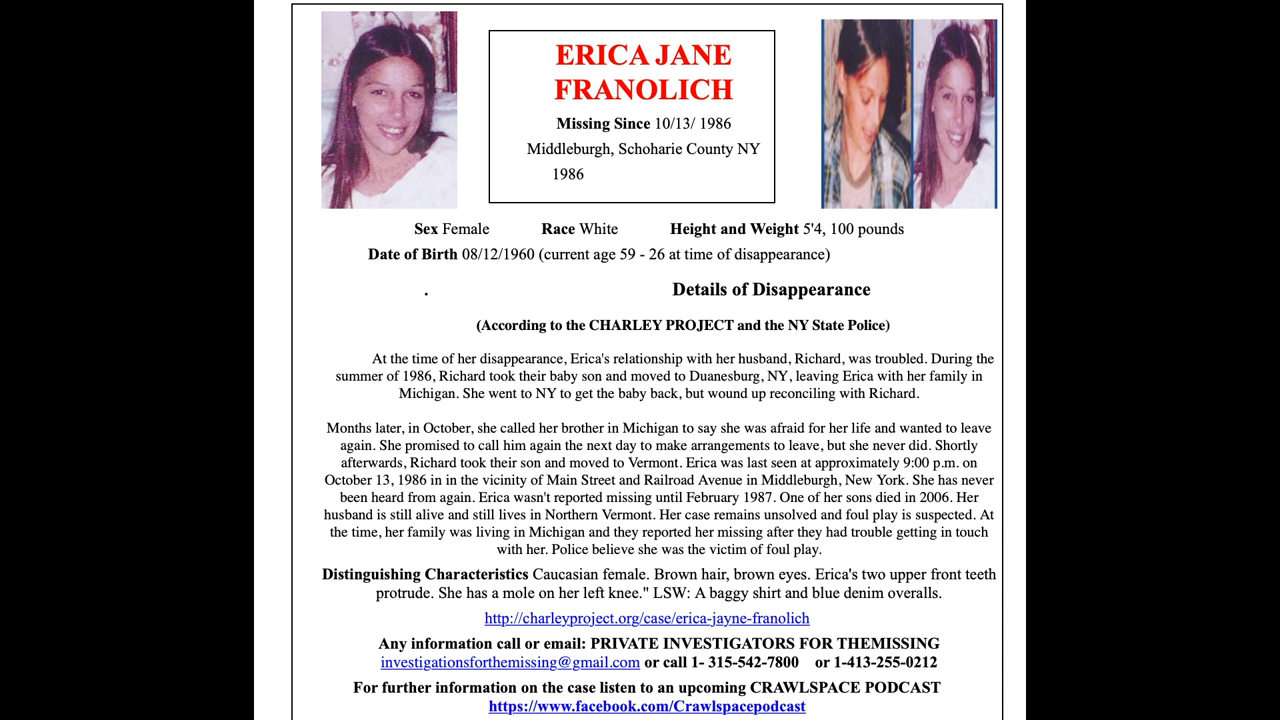 ERICA JANE
FRANOLICH
Missing Since 10/13/ 1986
Middleburgh, Schoharie County NY
1986
Sex Female Race White Height and Weight 5'4, 100 pounds
Date of Birth 08/12/1960 (current age 59 - 26 at time of disappearance)
. Details of Disappearance
(According to the CHARLEY PROJECT and the NY State Police)
At the time of her disappearance, Erica's relationship with her husband, Richard, was troubled. During the
summer of 1986, Richard took their baby son and moved to Duanesburg, NY, leaving Erica with her family in
Michigan. She went to NY to get the baby back, but wound up reconciling with Richard.
Months later, in October, she called her brother in Michigan to say she was afraid for her life and wanted to leave
again. She promised to call him again the next day to make arrangements to leave, but she never did. Shortly
afterwards, Richard took their son and moved to Vermont. Erica was last seen at approximately 9:00 p.m. on
October 13, 1986 in in the vicinity of Main Street and Railroad Avenue in Middleburgh, New York. She has never
been heard from again. Erica wasn't reported missing until February 1987. One of her sons died in 2006. Her
husband is still alive and still lives in Northern Vermont. Her case remains unsolved and foul play is suspected. At
the time, her family was living in Michigan and they reported her missing after they had trouble getting in touch
with her. Police believe she was the victim of foul play.
Distinguishing Characteristics Caucasian female. Brown hair, brown eyes. Erica's two upper front teeth
protrude. She has a mole on her left knee." LSW: A baggy shirt and blue denim overalls.
http://charleyproject.org/case/erica-jayne-franolich
Any information call or email: PRIVATE INVESTIGATORS FOR THEMISSING
investigationsforthemissing@gmail.com or call 1- 315-542-7800 or 1-413-255-0212
For further information on the case listen to an upcoming CRAWLSPACE PODCAST
https://www.facebook.com/Crawlspacepodcast